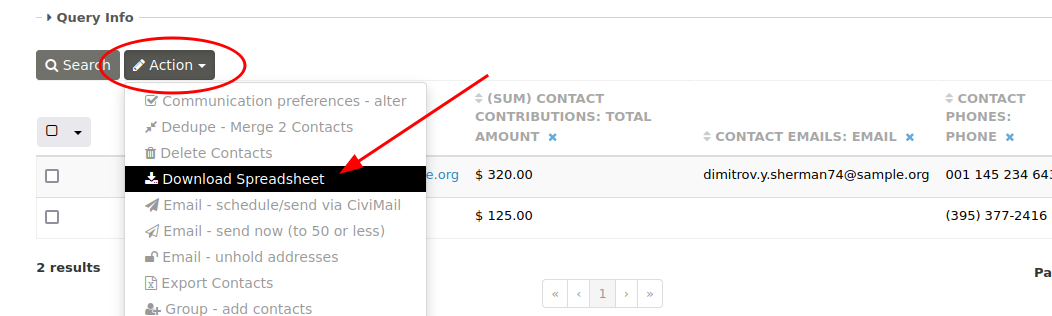 Query Info
Search Action
Communication preferences - alter
Dedupe - Merge 2 Contacts
Delete Contacts
Download Spreadsheet
Email - schedule/send via CiviMail
Email - send now (to 50 or less)
Email - unhold addresses
Export Contacts
Group - add contacts
(SUM) CONTACT
CONTRIBUTIONS: TOTAL
AMOUNT
CONTACT EMAILS: EMAIL
CONTACT
PHONES:
PHONE
e.org $ 320.00 dimitrov.y.sherman74@sample.org 001 145 234 643
$ 125.00 (395) 377-2416
2 results
« ‹ 1 › »
Pa